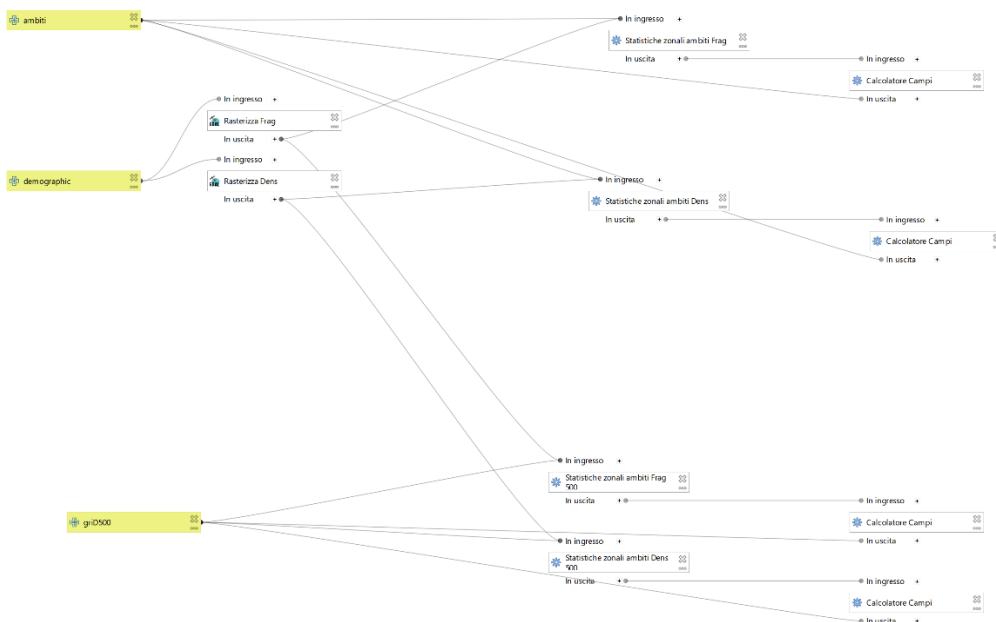 ambiti
In ingresso +
Statistiche zonali ambiti Frag
In uscita +
In ingresso +
Calcolatore Campi
In uscita +
In ingresso +
Rasterizza Frag
In uscita +
demographic
In ingresso +
Rasterizza Dens
In uscita +
In ingresso +
Statistiche zonali ambiti Dens
In uscita +
In ingresso +
Calcolatore Campi
In uscita +
griD500
In ingresso +
Statistiche zonali ambiti Frag
500
In uscita +
In ingresso +
Calcolatore Campi
In uscita +
In ingresso +
Statistiche zonali ambiti Dens
500
In uscita +
In ingresso +
Calcolatore Campi
In uscita +